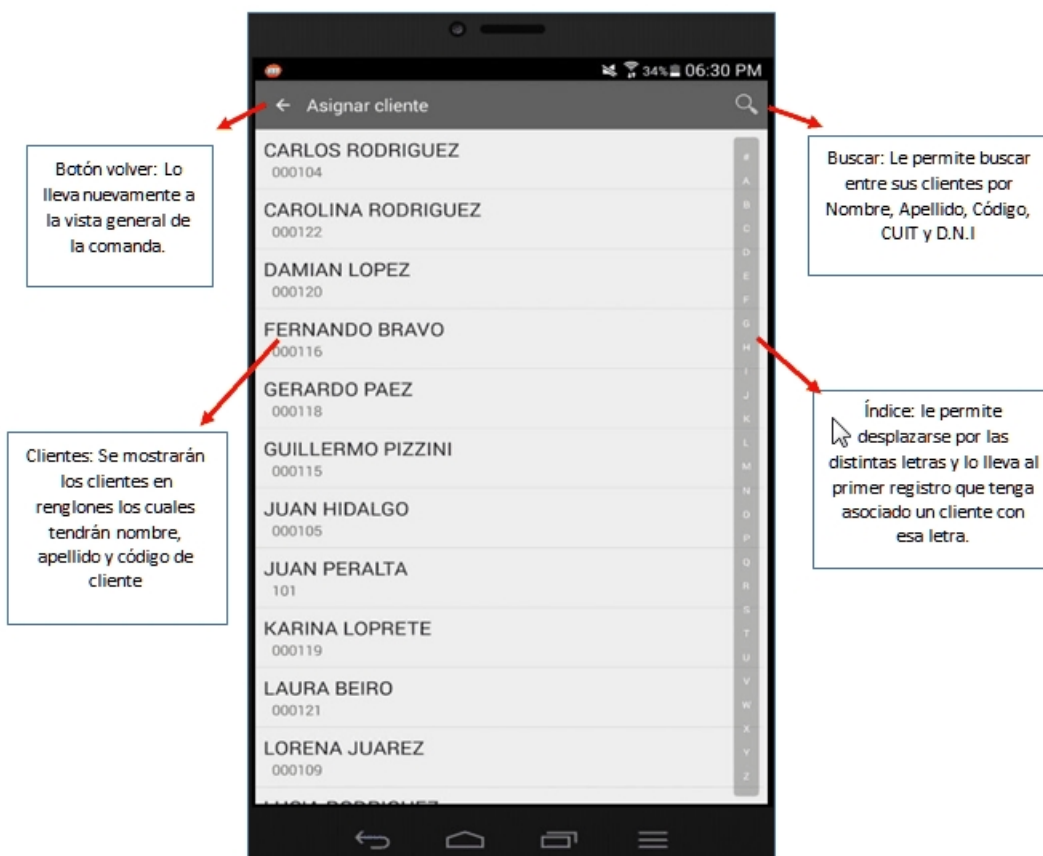 34% 06:30 PM
Asignar cliente
CARLOS RODRIGUEZ
000104
CAROLINA RODRIGUEZ
000122
DAMIAN LOPEZ
000120
FERNANDO BRAVO
000116
GERARDO PAEZ
000118
GUILLERMO PIZZINI
000115
JUAN HIDALGO
000105
JUAN PERALTA
101
KARINA LOPRETE
000119
LAURA BEIRO
000121
LORENA JUAREZ
000109
LUCIA RODRIGUEZ
#
A
B
C
D
E
F
G
H
I
J
K
L
M
N
O
P
Q
R
S
T
U
V
W
X
Y
Z
Botón volver: Lo
lleva nuevamente a
la vista general de
la comanda.
Clientes: Se mostrarán
los clientes en
renglones los cuales
tendrán nombre,
apellido y código de
cliente
Buscar: Le permite buscar
entre sus clientes por
Nombre, Apellido, Código,
CUIT y D.N.I
Índice: le permite
desplazarse por las
distintas letras y lo lleva al
primer registro que tenga
asociado un cliente con
esa letra.